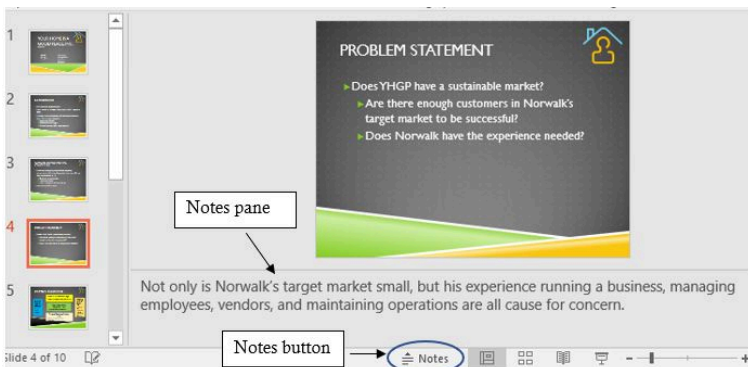 1
2
3
4
5
PROBLEM STATEMENT
Does YHGP have a sustainable market?
Are there enough customers in Norwalk's
target market to be successful?
Does Norwalk have the experience needed?
Notes pane
Not only is Norwalk's target market small, but his experience running a business, managing
employees, vendors, and maintaining operations are all cause for concern.
Notes button
Slide 4 of 10
Notes